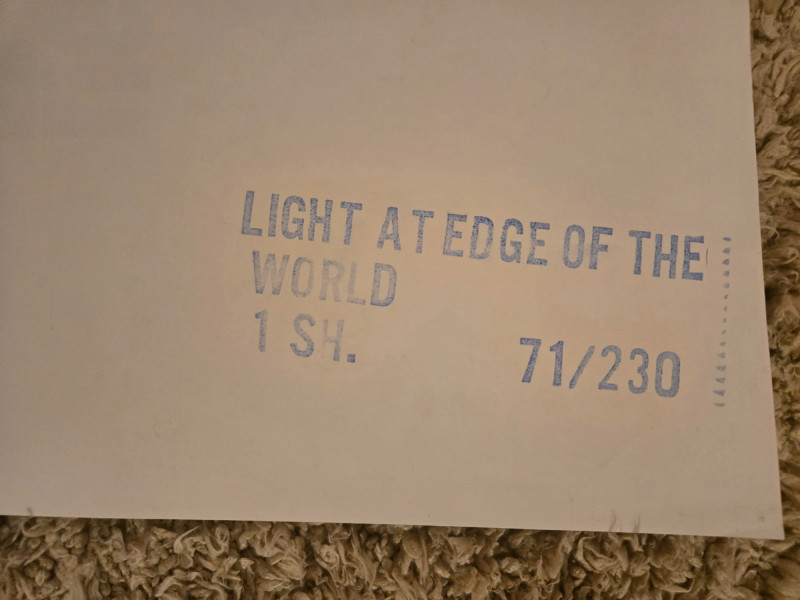 LIGHT AT EDGE OF THE
WORLD
1 SH. 71/230